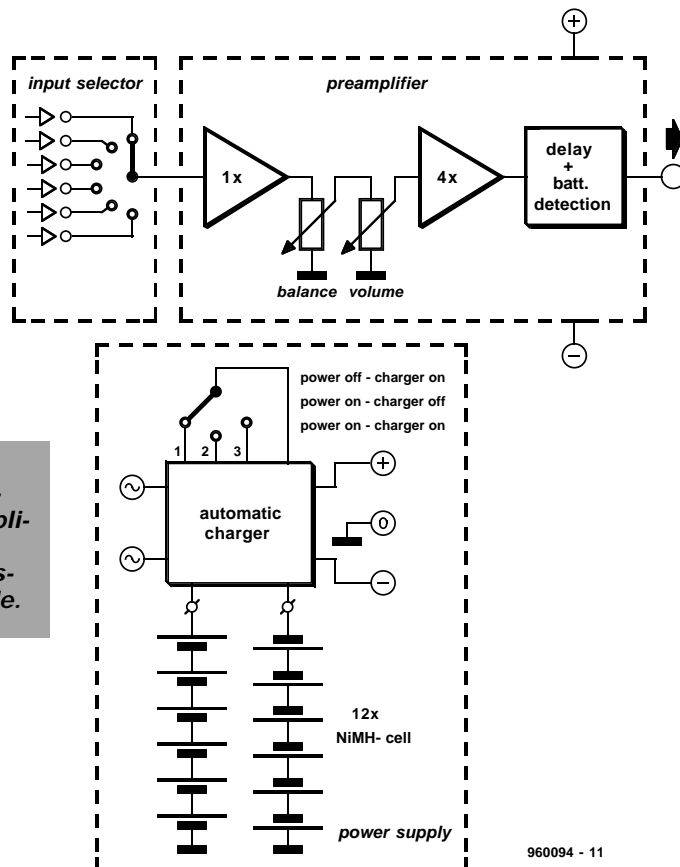 input selector
preamplifier
1x
4x
delay
+
batt.
detection
balance volume
+
−
power off - charger on
power on - charger off
power on - charger on
1 2 3
automatic
charger
+
0
−
12x
NiMH- cell
power supply
960094 - 11
pli-
s-
e.